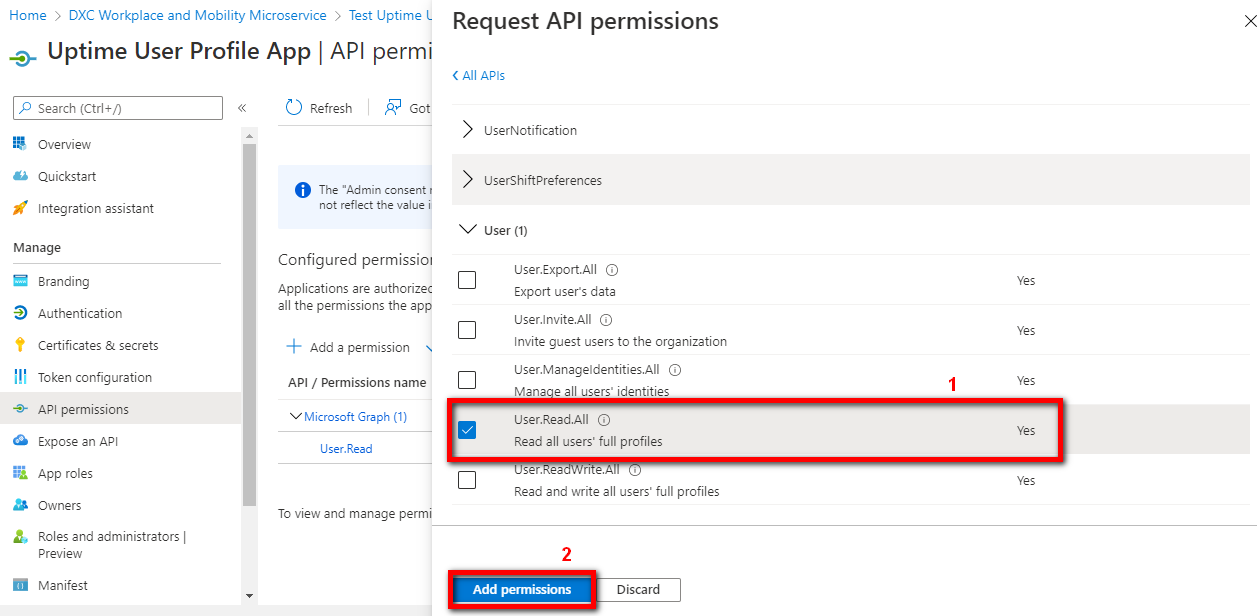 Home > DXC Workplace and Mobility Microservice > Test Uptime U
Uptime User Profile App | API permi
Search (Ctrl+/)
«
Overview
Quickstart
Integration assistant
Manage
Branding
Authentication
Certificates & secrets
Token configuration
API permissions
Expose an API
App roles
Owners
Roles and administrators |
Preview
Manifest
Refresh
Got
The "Admin consent r
not reflect the value i
Configured permission
Applications are authorized
all the permissions the app
Add a permission
API / Permissions name
Microsoft Graph (1)
User.Read
To view and manage permi
Request API permissions
All APIs
UserNotification
UserShiftPreferences
User (1)
User.Export.All
Export user's data
Yes
User.Invite.All
Invite guest users to the organization
Yes
User.ManageIdentities.All
Manage all users' identities
Yes
1
User.Read.All
Read all users' full profiles
Yes
User.ReadWrite.All
Read and write all users' full profiles
Yes
2
Add permissions
Discard